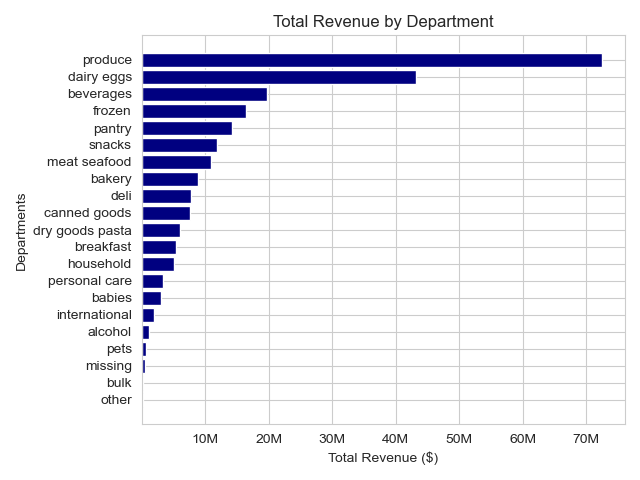 Total Revenue by Department
Departments
produce
dairy eggs
beverages
frozen
pantry
snacks
meat seafood
bakery
deli
canned goods
dry goods pasta
breakfast
household
personal care
babies
international
alcohol
pets
missing
bulk
other
10M 20M 30M 40M 50M 60M 70M
Total Revenue ($)